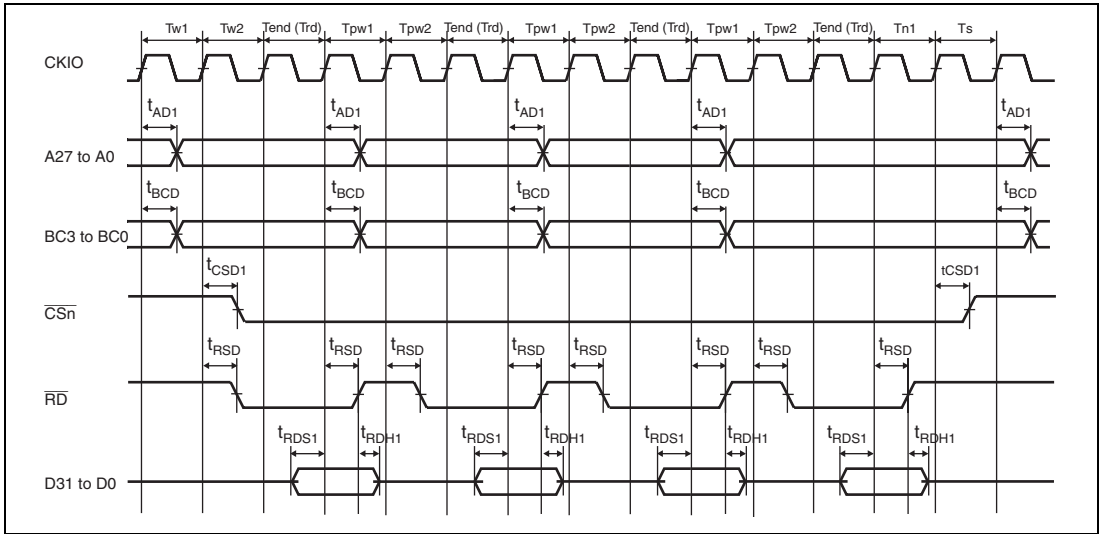 Tw1 Tw2 Tend (Trd) Tpw1 Tpw2 Tend (Trd) Tpw1 Tpw2 Tend (Trd) Tpw1 Tpw2 Tend (Trd) Tn1 Ts
CKIO
tAD1 tAD1 tAD1 tAD1 tAD1
A27 to A0
tBCD tBCD tBCD tBCD tBCD
BC3 to BC0
tCSD1 tCSD1
CSn
tRSD tRSD tRSD tRSD tRSD tRSD tRSD tRSD
RD
tRDS1 tRDH1 tRDS1 tRDH1 tRDS1 tRDH1 tRDS1 tRDH1
D31 to D0